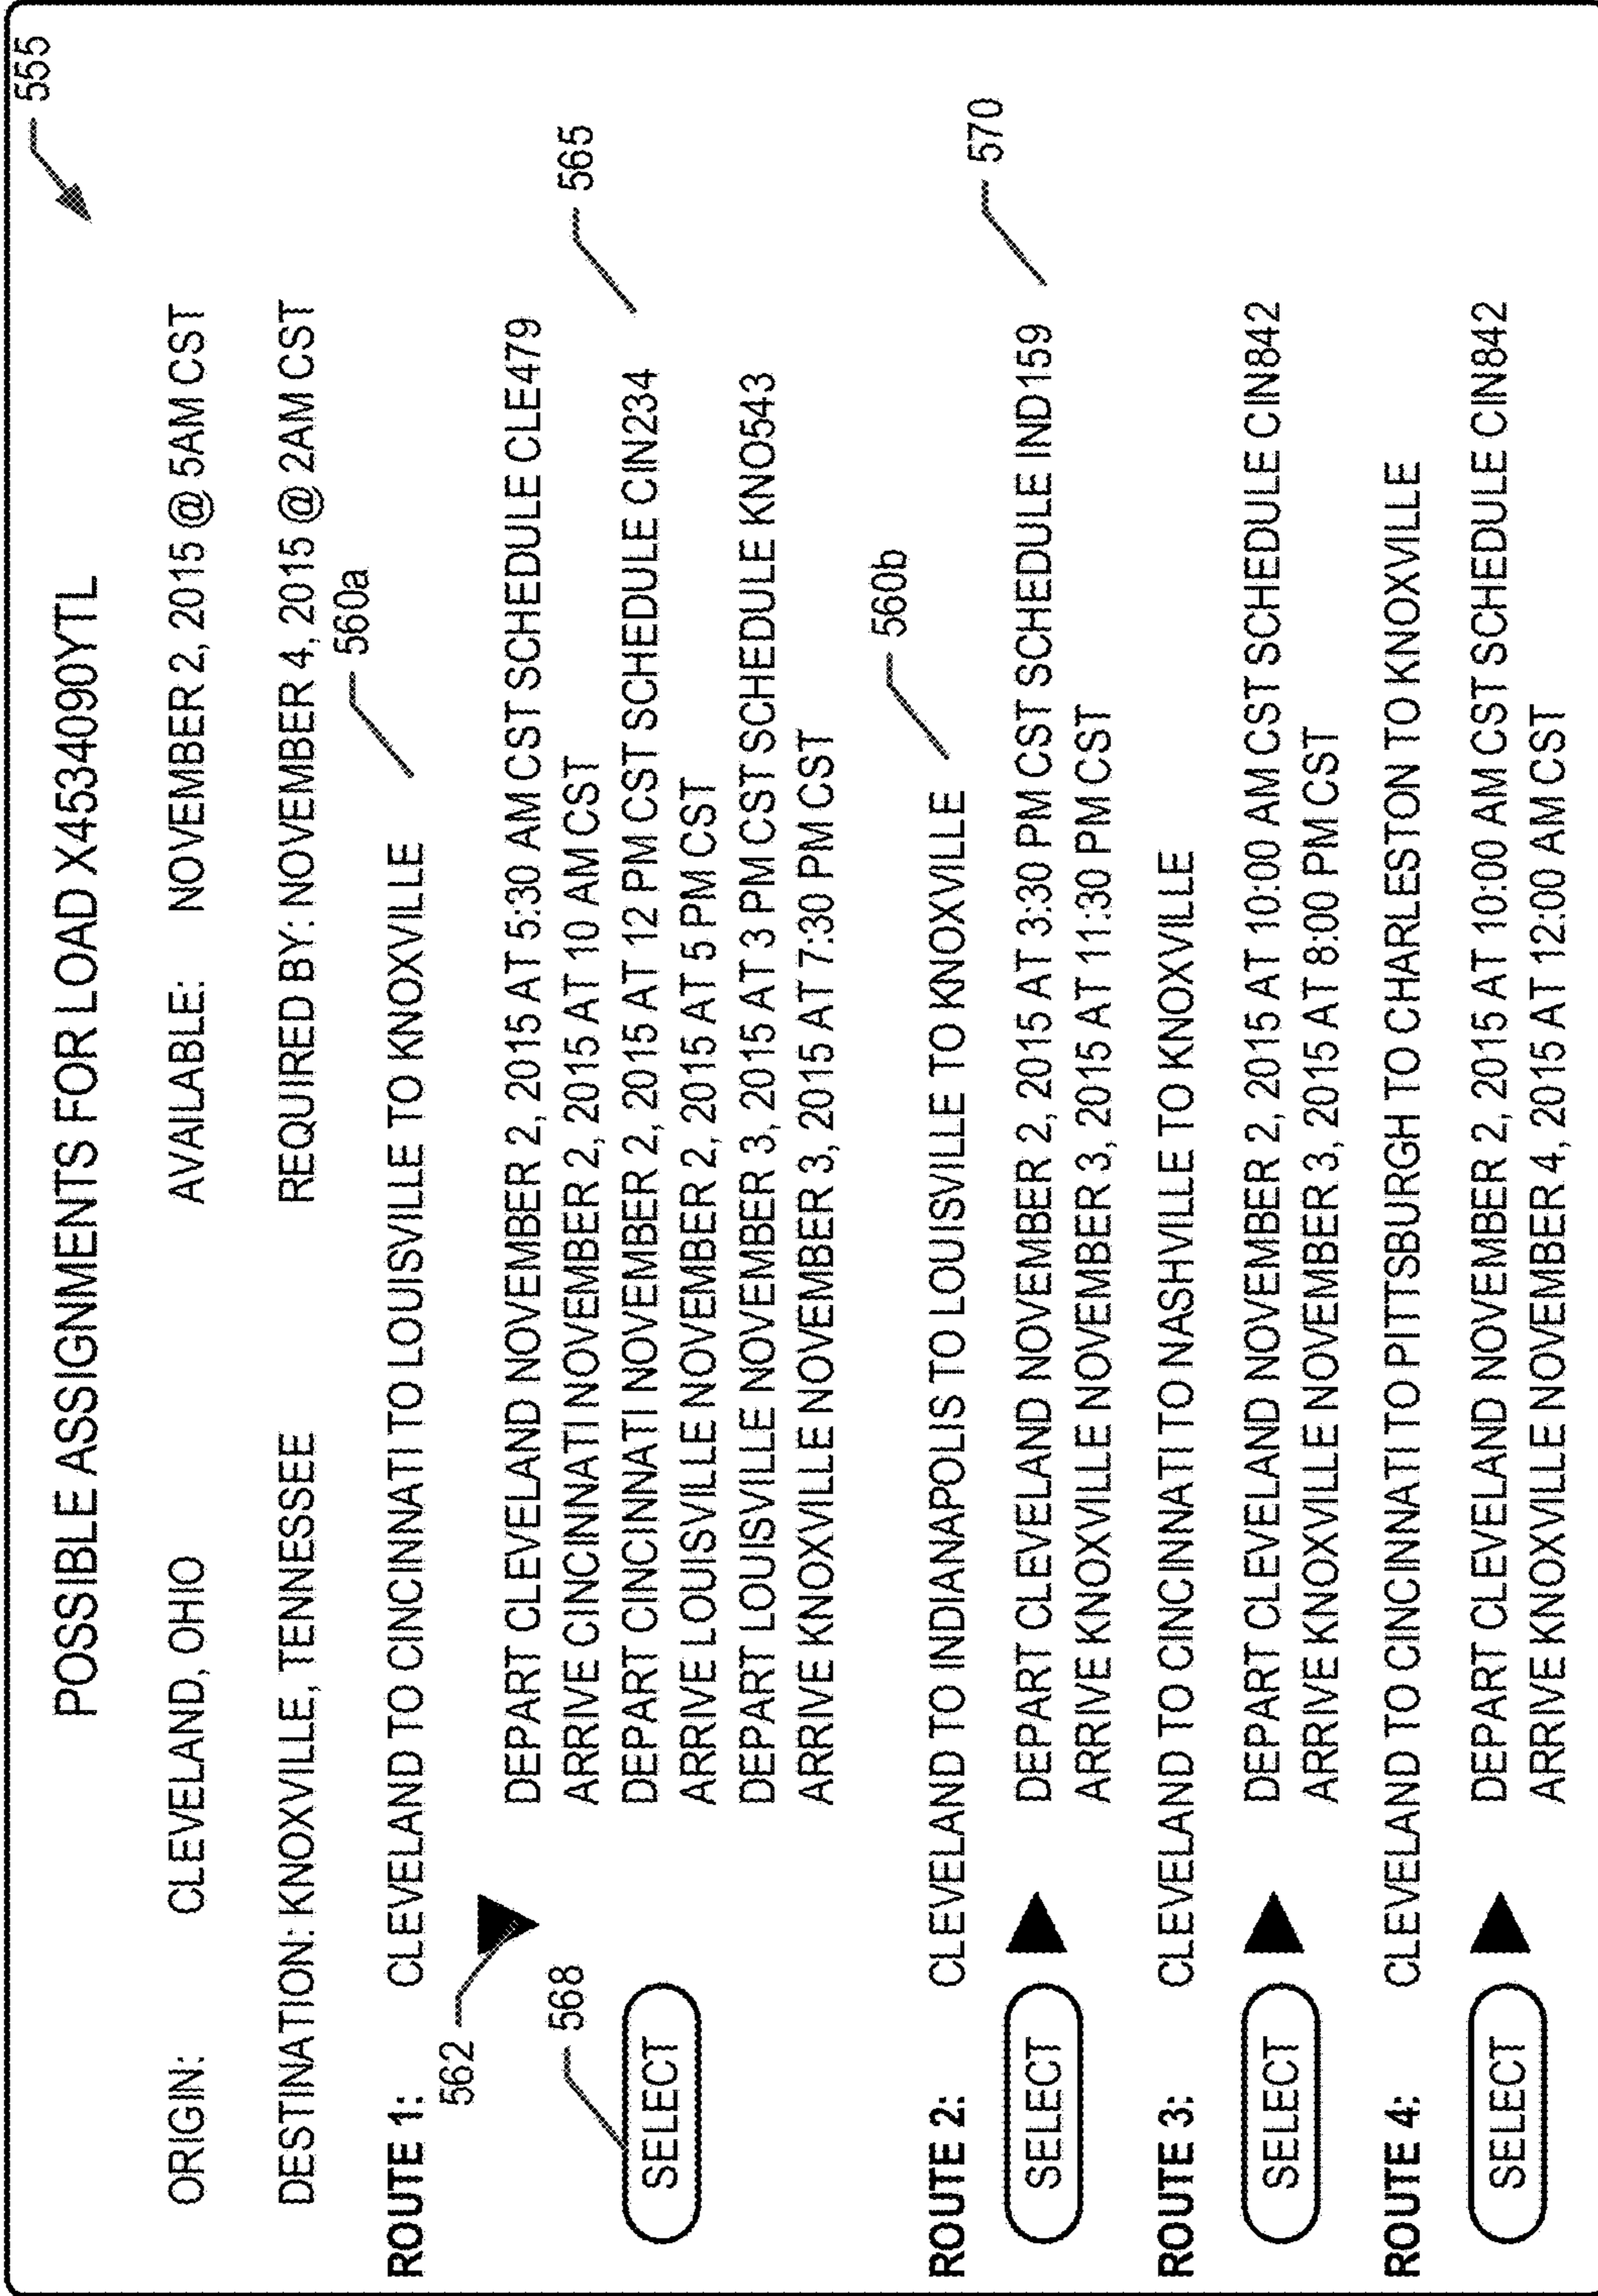 555
POSSIBLE ASSIGNMENTS FOR LOAD X4534090YTL
ORIGIN: CLEVELAND, OHIO AVAILABLE: NOVEMBER 2, 2015 @ 5AM CST
DESTINATION: KNOXVILLE, TENNESSEE REQUIRED BY: NOVEMBER 4, 2015 @ 2AM CST
560a
ROUTE 1: CLEVELAND TO CINCINNATI TO LOUISVILLE TO KNOXVILLE
562
DEPART CLEVELAND NOVEMBER 2, 2015 AT 5:30 AM CST SCHEDULE CLE479
ARRIVE CINCINNATI NOVEMBER 2, 2015 AT 10 AM CST
565
568
SELECT
DEPART CINCINNATI NOVEMBER 2, 2015 AT 12 PM CST SCHEDULE CIN234
ARRIVE LOUISVILLE NOVEMBER 2, 2015 AT 5 PM CST
DEPART LOUISVILLE NOVEMBER 3, 2015 AT 3 PM CST SCHEDULE KNO543
ARRIVE KNOXVILLE NOVEMBER 3, 2015 AT 7:30 PM CST
560b
ROUTE 2: CLEVELAND TO INDIANAPOLIS TO LOUISVILLE TO KNOXVILLE
570
SELECT DEPART CLEVELAND NOVEMBER 2, 2015 AT 3:30 PM CST SCHEDULE IND159
ARRIVE KNOXVILLE NOVEMBER 3, 2015 AT 11:30 PM CST
ROUTE 3: CLEVELAND TO CINCINNATI TO NASHVILLE TO KNOXVILLE
SELECT DEPART CLEVELAND NOVEMBER 2, 2015 AT 10:00 AM CST SCHEDULE CIN842
ARRIVE KNOXVILLE NOVEMBER 3, 2015 AT 8:00 PM CST
ROUTE 4: CLEVELAND TO CINCINNATI TO PITTSBURGH TO CHARLESTON TO KNOXVILLE
SELECT DEPART CLEVELAND NOVEMBER 2, 2015 AT 10:00 AM CST SCHEDULE CIN842
ARRIVE KNOXVILLE NOVEMBER 4, 2015 AT 12:00 AM CST